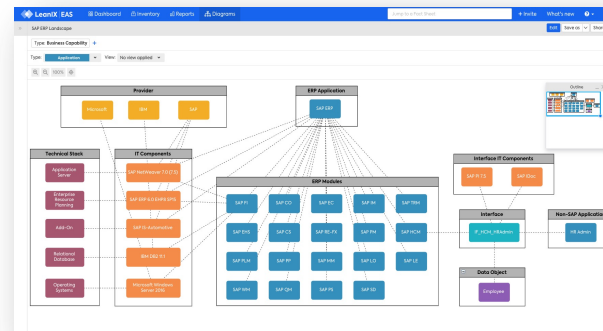 LeanIX EAS
Dashboard
Inventory
Reports
Diagrams
Jump to a Fact Sheet
+ Invite
What's new
SAP ERP Landscape
Edit
Save as
Share
Type: Business Capability +
Type:
Application
View:
No view applied
100%
Outline
Provider
Microsoft
IBM
SAP
ERP Application
SAP ERP
Technical Stack
Application
Server
Enterprise
Resource
Planning
Add-On
Relational
Database
Operating
Systems
IT Components
SAP NetWeaver 7.0 (7.5)
SAP ERP 6.0 EHP8 SP15
SAP IS Automotive
IBM DB2 11.1
Microsoft Windows
Server 2016
ERP Modules
SAP FI
SAP CO
SAP EC
SAP IM
SAP TRM
SAP EHS
SAP CS
SAP RE-FX
SAP PM
SAP HCM
SAP PLM
SAP PP
SAP MM
SAP LO
SAP LE
SAP WM
SAP QM
SAP PS
SAP SD
Interface IT Components
SAP PI 7.5
SAP IDoc
Interface
IF_HCM_HRAdmin
Non-SAP Applicatio
HR Admin
Data Object
Employee